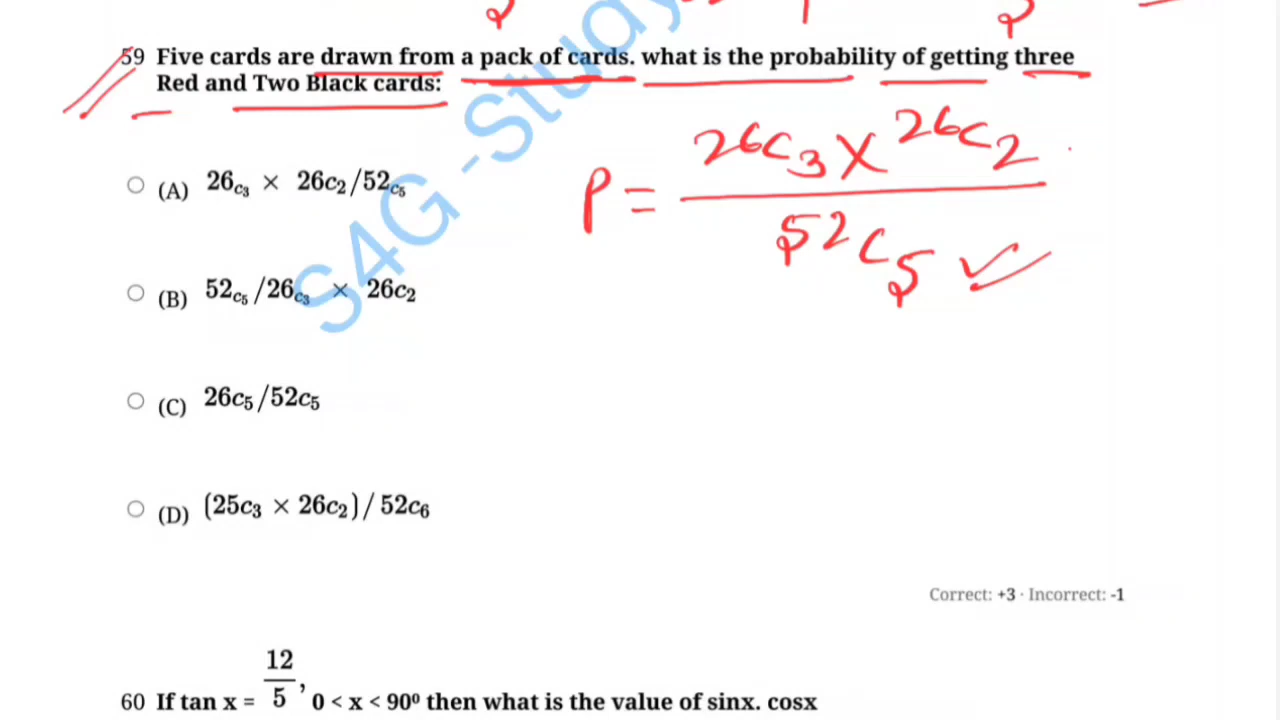 59 Five cards are drawn from a pack of cards. what is the probability of getting three
Red and Two Black cards:
P = 26C3 X 26C2 / 52C5
(A) 26c3 × 26c2/52c5
(B) 52c5/26c3 × 26c2
(C) 26c5/52c5
(D) (25c3 × 26c2)/52c6
S4G -Study
Correct: +3 · Incorrect: -1
60 If tan x = 12/5, 0 < x < 90⁰ then what is the value of sinx. cosx